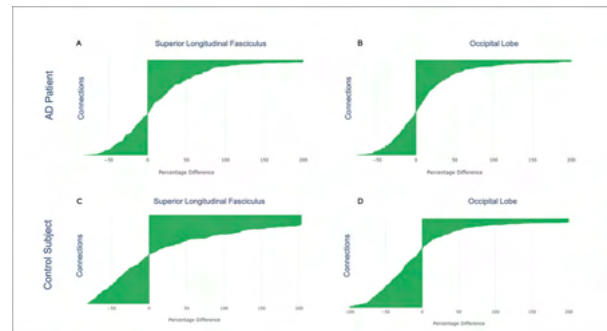 A
Superior Longitudinal Fasciculus
B
Occipital Lobe
AD Patient
Connections
Connections
-50 0 50 100 150 200
-50 0 50 100 150 200
Percentage Difference
Percentage Difference
C
Superior Longitudinal Fasciculus
D
Occipital Lobe
Control Subject
Connections
Connections
-50 0 50 100 150 200
-100 -50 0 50 100 150 200
Percentage Difference
Percentage Difference